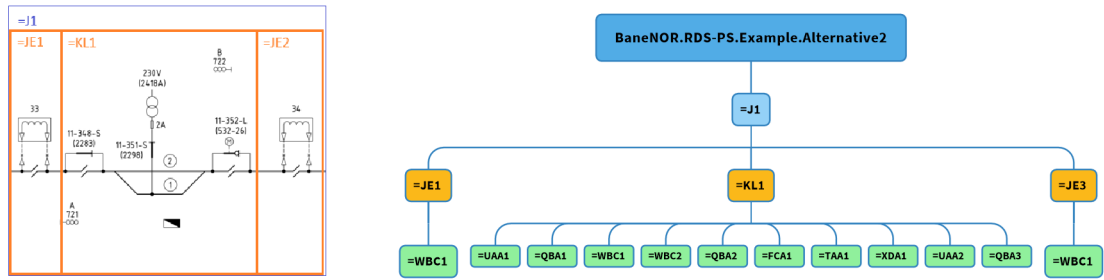 =J1
=JE1
=KL1
=JE2
B
T22
230V
(2418A)
33
34
2A
11-348-S
(2283)
11-351-S
(2298)
11-352-L
(532-26)
M
2
1
A
T21
BaneNOR.RDS-PS.Example.Alternative2
=J1
=JE1
=KL1
=JE3
=WBC1
=UAA1
=QBA1
=WBC1
=WBC2
=QBA2
=FCA1
=TAA1
=XDA1
=UAA2
=QBA3
=WBC1